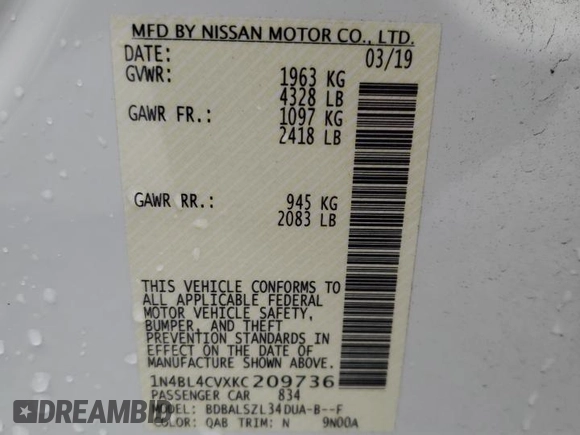 MFD BY NISSAN MOTOR CO., LTD.
DATE: 03/19
GVWR: 1963 KG
4328 LB
GAWR FR.: 1097 KG
2418 LB
GAWR RR.: 945 KG
2083 LB
THIS VEHICLE CONFORMS TO
ALL APPLICABLE FEDERAL
MOTOR VEHICLE SAFETY,
BUMPER, AND THEFT
PREVENTION STANDARDS IN
EFFECT ON THE DATE OF
MANUFACTURE SHOWN ABOVE.
1N4BL4CVXKC209736
PASSENGER CAR 834
MODEL: BDBALSZL34DUA-B--F
COLOR: QAB TRIM: N 9N00A
DIDBAMBID